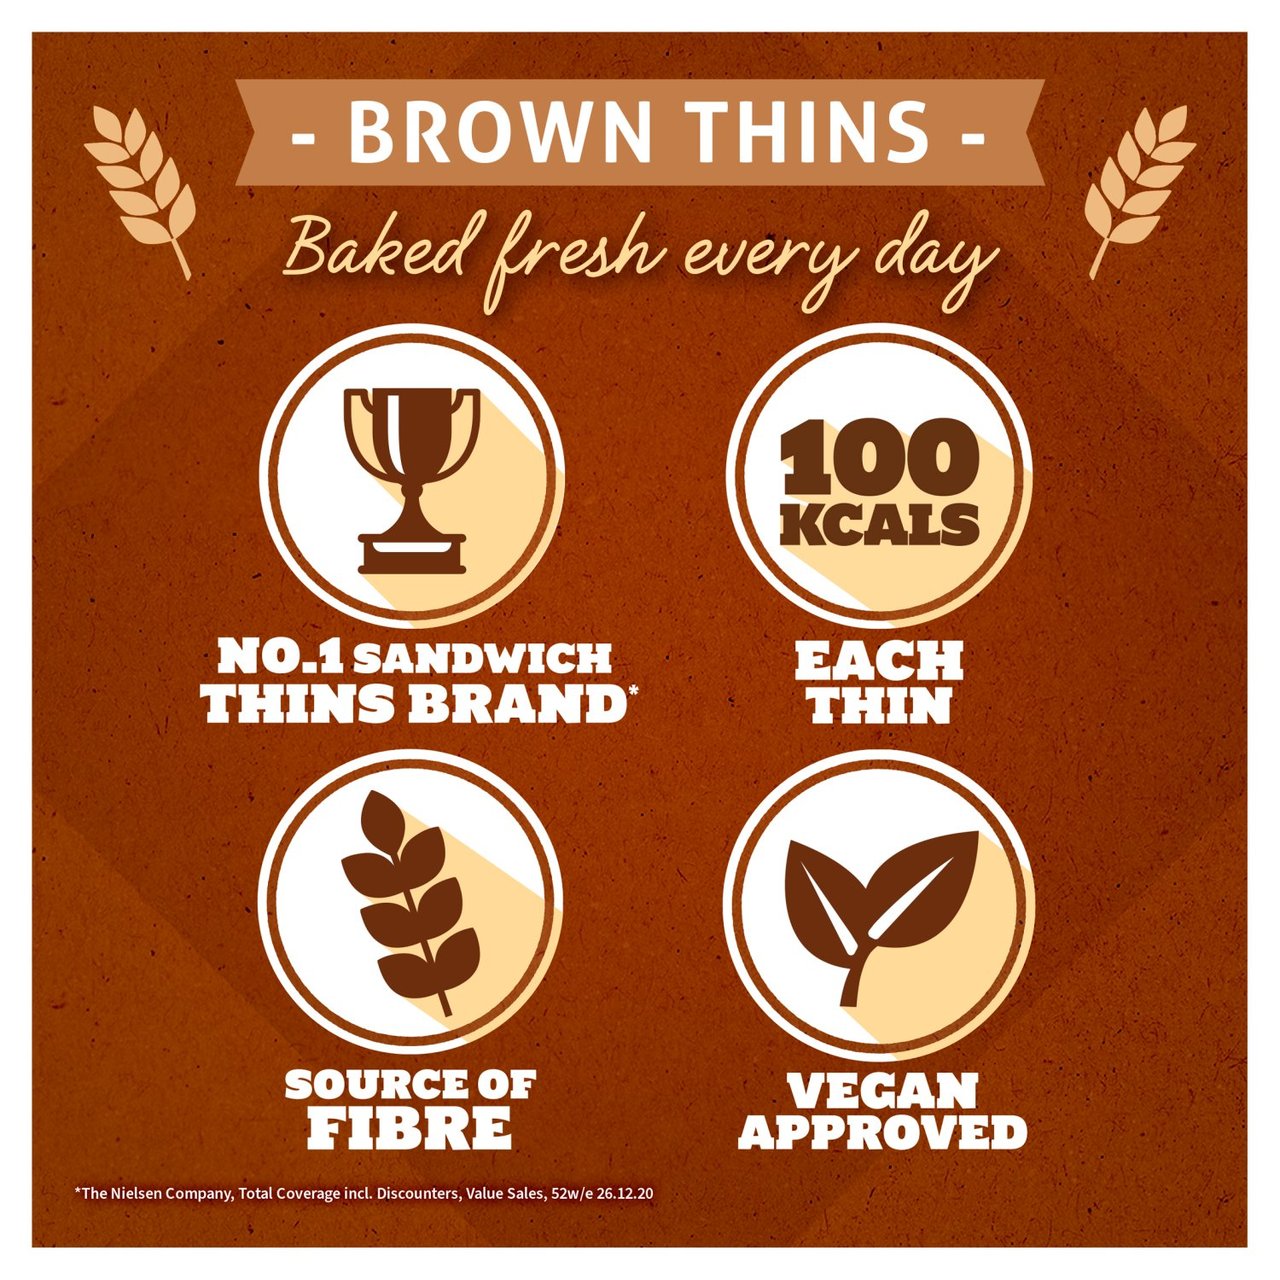 - BROWN THINS -
Baked fresh every day
NO.1 SANDWICH
THINS BRAND*
100
KCALS
EACH
THIN
SOURCE OF
FIBRE
VEGAN
APPROVED
*The Nielsen Company, Total Coverage incl. Discounters, Value Sales, 52w/e 26.12.20